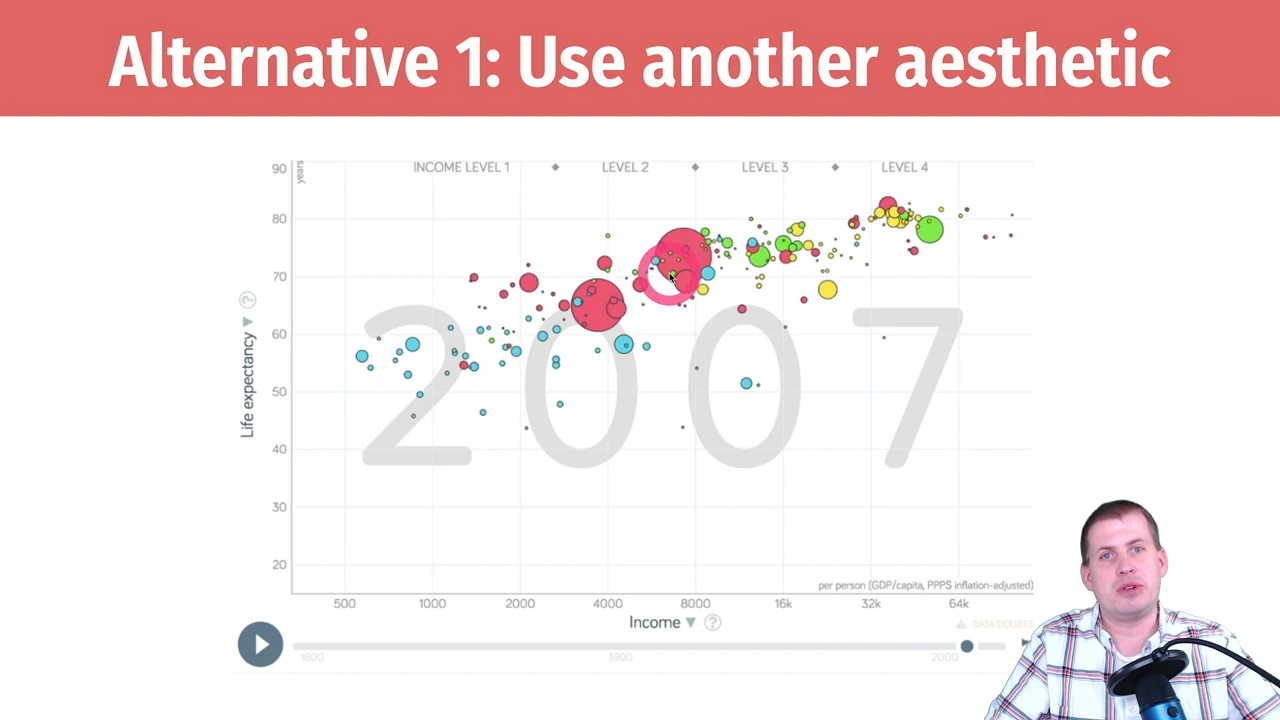 Alternative 1: Use another aesthetic
90
years
INCOME LEVEL 1 ◆ LEVEL 2 ◆ LEVEL 3 ◆ LEVEL 4
80
70
60
50
40
30
20
Life expectancy ▼ ?
2007
per person (GDP/capita, PPP$ inflation-adjusted)
500 1000 2000 4000 8000 16k 32k 64k
Income ▼ ?
DATA DOUBTS
1800 1900 2000